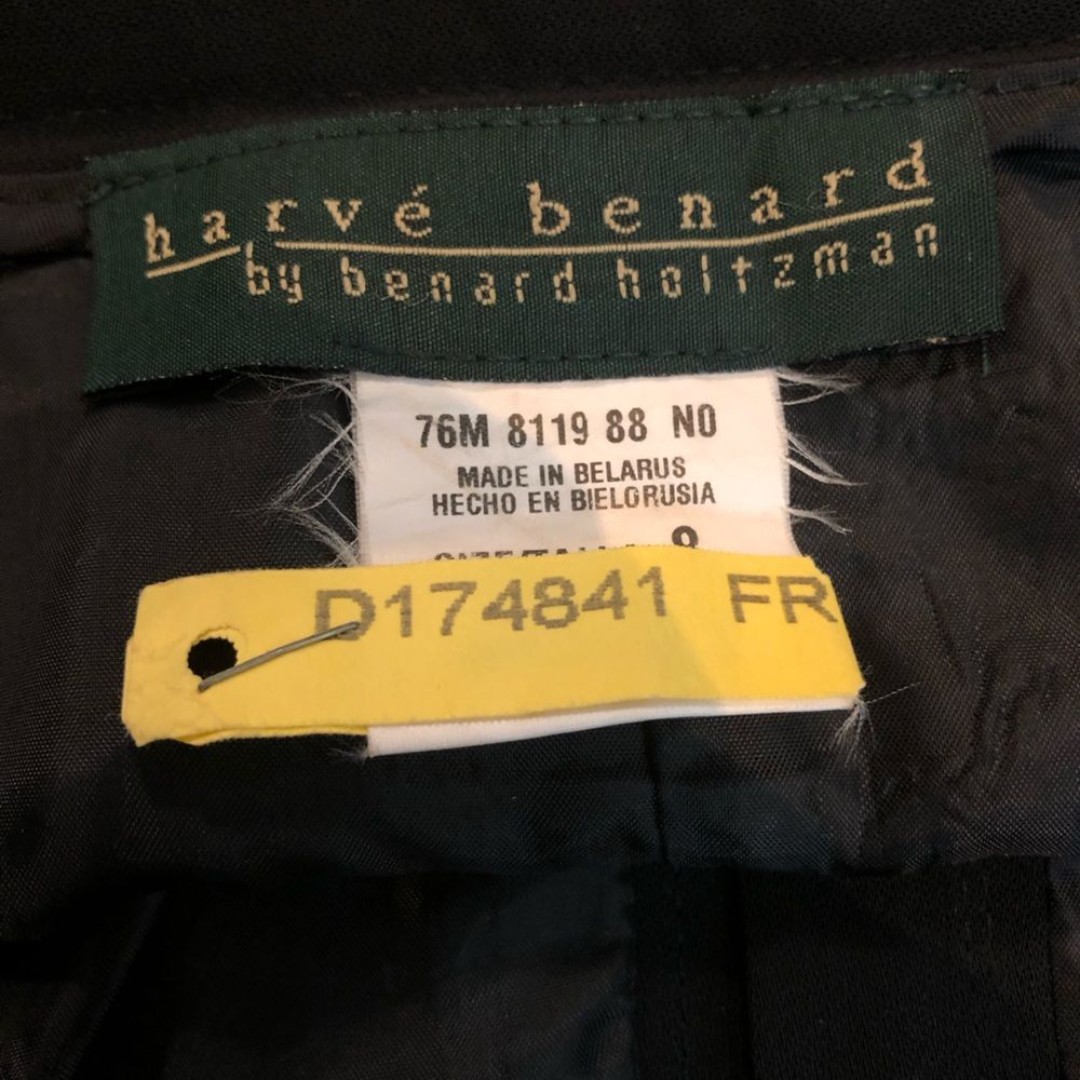 harvé benard
by benard holtzman
76M 8119 88 NO
MADE IN BELARUS
HECHO EN BIELORUSIA
D174841 FR